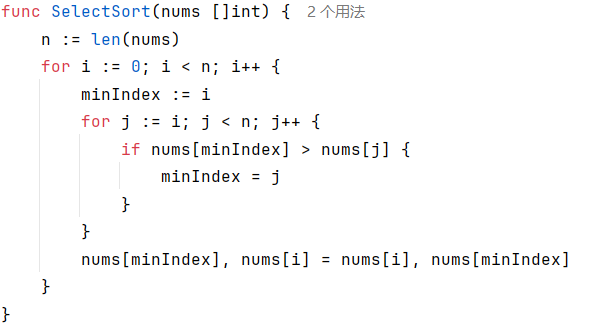 func SelectSort(nums []int) { 2 个用法
    n := len(nums)
    for i := 0; i < n; i++ {
        minIndex := i
        for j := i; j < n; j++ {
            if nums[minIndex] > nums[j] {
                minIndex = j
            }
        }
        nums[minIndex], nums[i] = nums[i], nums[minIndex]
    }
}